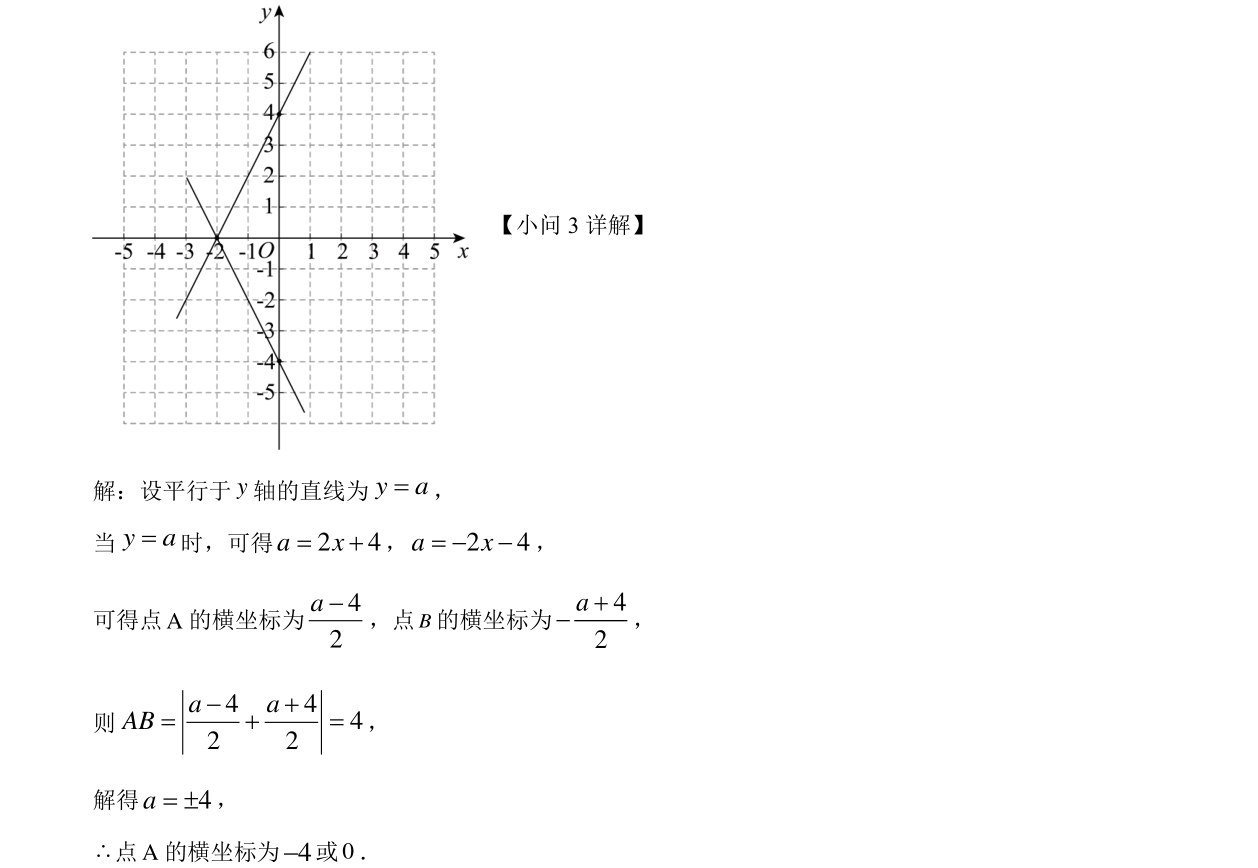 y
6
5
4
3
2
1
【小问 3 详解】
-5 -4 -3 -2 -1 O 1 2 3 4 5 x
-1
-2
-3
-4
-5
解：设平行于 y 轴的直线为 y = a，
当 y = a 时，可得 a = 2x + 4，a = −2x − 4，
可得点 A 的横坐标为 \frac{a-4}{2}，点 B 的横坐标为 −\frac{a+4}{2}，
则 AB = |\frac{a-4}{2} + \frac{a+4}{2}| = 4，
解得 a = ±4，
∴点 A 的横坐标为 −4 或 0．